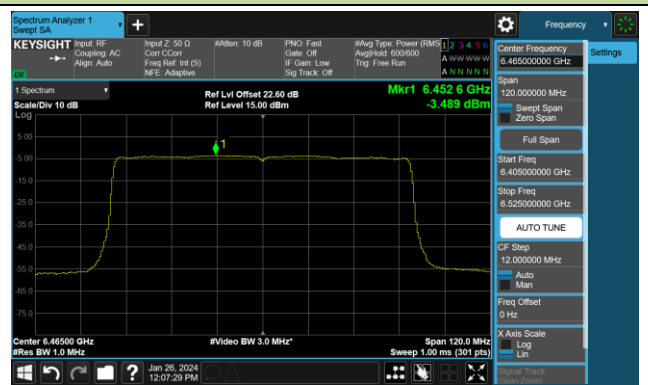 Spectrum Analyzer 1
Swept SA
Frequency
KEYSIGHT
Input: RF
Coupling: AC
Align: Auto
Input Z: 50 Ω
Corr CCorr
Freq Ref: Int (S)
NFE: Adaptive
#Atten: 10 dB
PNO: Fast
Gate: Off
IF Gain: Low
Sig Track: Off
#Avg Type: Power (RMS
Avg|Hold: 600/600
Trig: Free Run
1 2 3 4 5 6
A WW WW W
A N N N N N
LXI
Center Frequency
6.465000000 GHz
Settings
Span
120.000000 MHz
Swept Span
Zero Span
Full Span
Start Freq
6.405000000 GHz
Stop Freq
6.525000000 GHz
AUTO TUNE
CF Step
12.000000 MHz
Auto
Man
Freq Offset
0 Hz
X Axis Scale
Log
Lin
Signal Track
(Span Zoom)
1 Spectrum
Scale/Div 10 dB
Log
Ref Lvl Offset 22.60 dB
Ref Level 15.00 dBm
Mkr1 6.452 6 GHz
-3.489 dBm
1
5.00
-5.00
-15.0
-25.0
-35.0
-45.0
-55.0
-65.0
-75.0
Center 6.46500 GHz
#Res BW 1.0 MHz
#Video BW 3.0 MHz*
Span 120.0 MHz
Sweep 1.00 ms (301 pts)
?
Jan 26, 2024
12:07:29 PM